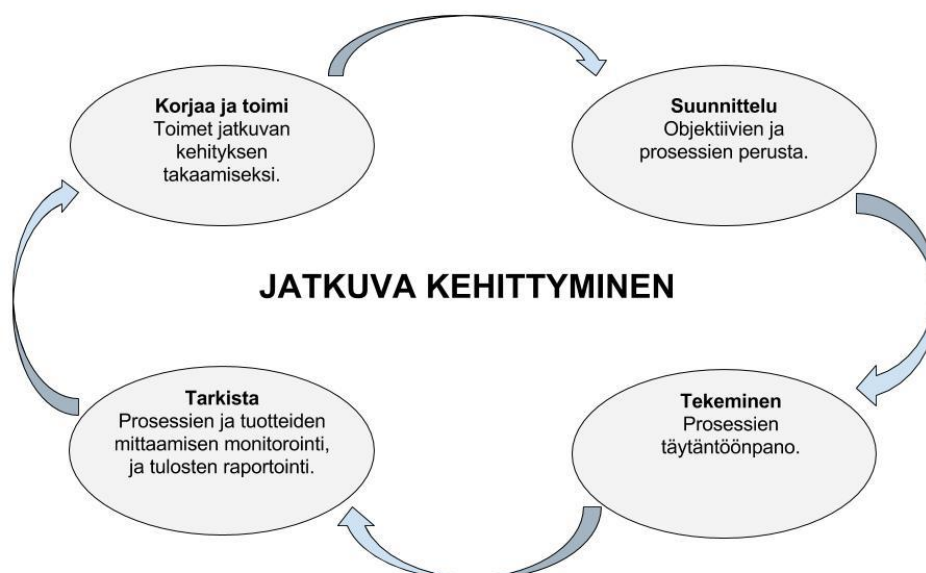 Korjaa ja toimi
Toimet jatkuvan
kehityksen
takaamiseksi.
Suunnittelu
Objektiivien ja
prosessien perusta.
JATKUVA KEHITTYMINEN
Tarkista
Prosessien ja tuotteiden
mittaamisen monitorointi,
ja tulosten raportointi.
Tekeminen
Prosessien
täytäntöönpano.